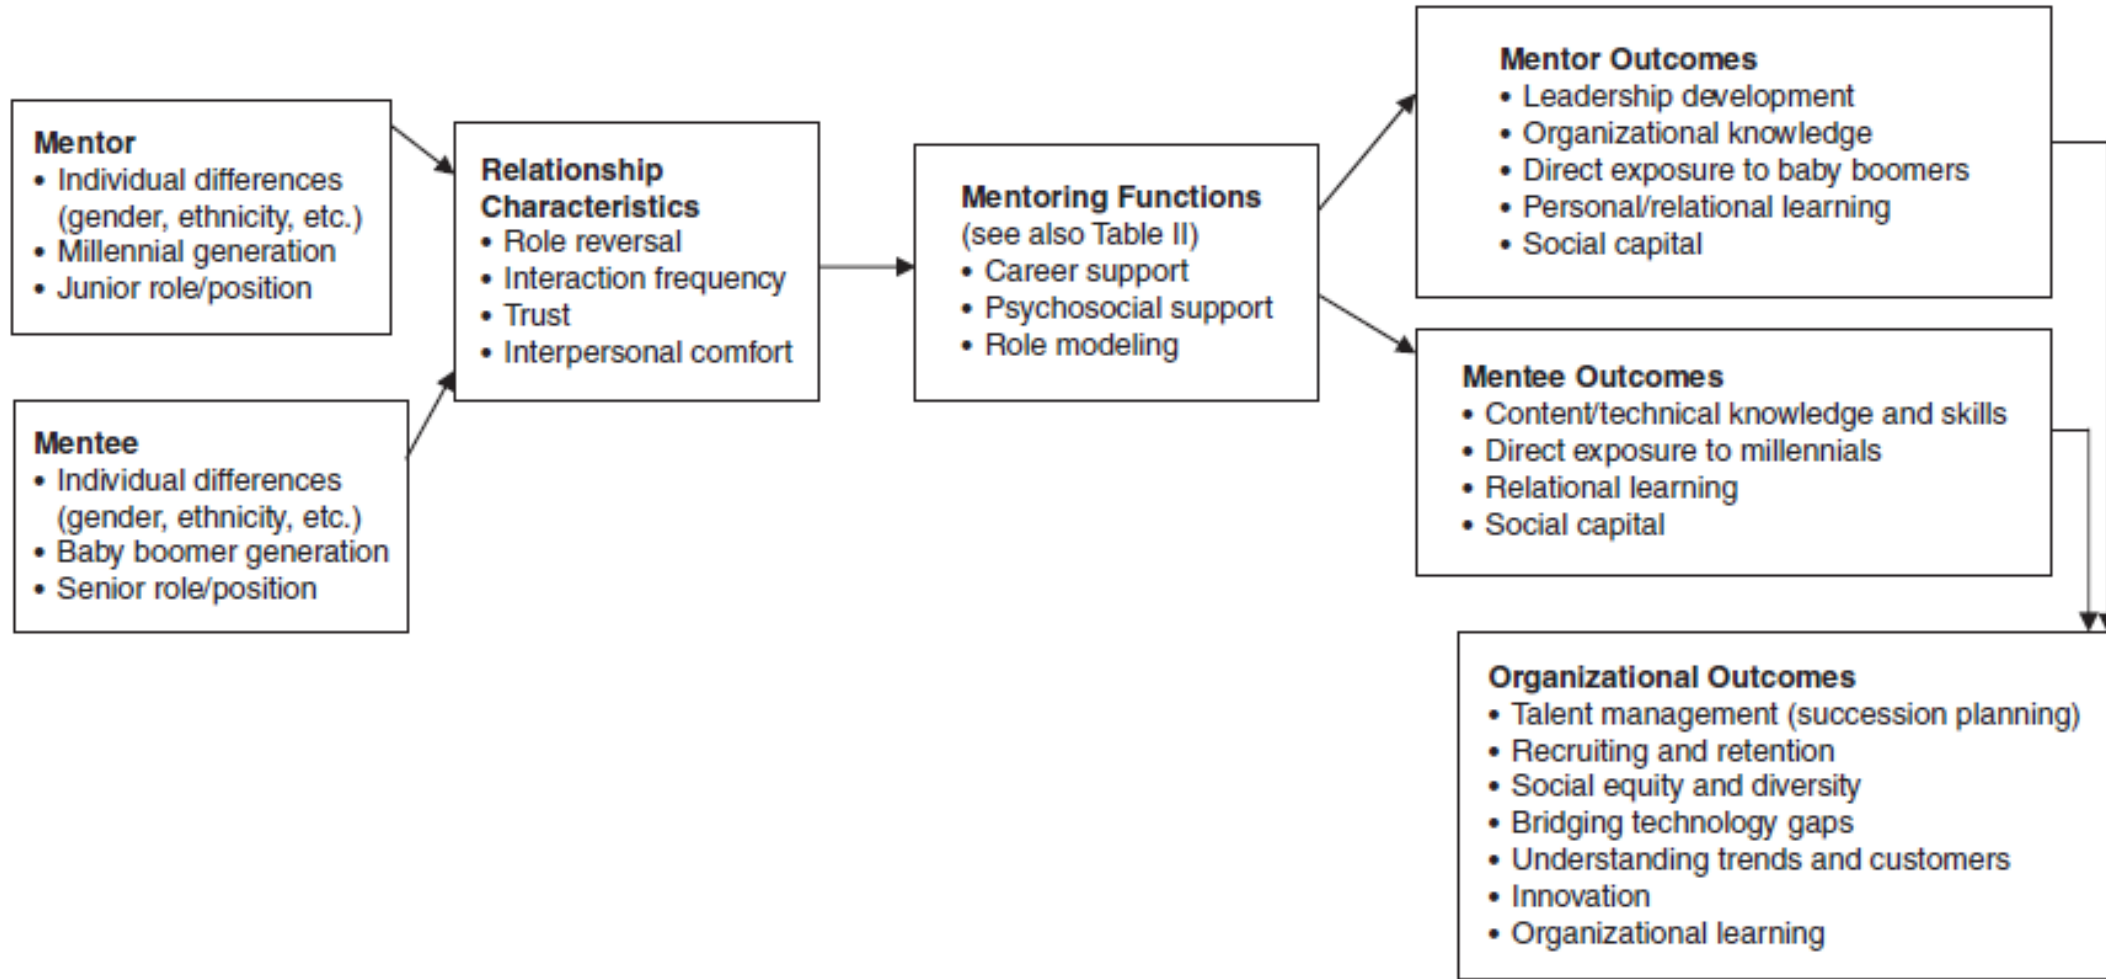 Mentor
• Individual differences
(gender, ethnicity, etc.)
• Millennial generation
• Junior role/position
Mentee
• Individual differences
(gender, ethnicity, etc.)
• Baby boomer generation
• Senior role/position
Relationship
Characteristics
• Role reversal
• Interaction frequency
• Trust
• Interpersonal comfort
Mentoring Functions
(see also Table II)
• Career support
• Psychosocial support
• Role modeling
Mentor Outcomes
• Leadership development
• Organizational knowledge
• Direct exposure to baby boomers
• Personal/relational learning
• Social capital
Mentee Outcomes
• Content/technical knowledge and skills
• Direct exposure to millennials
• Relational learning
• Social capital
Organizational Outcomes
• Talent management (succession planning)
• Recruiting and retention
• Social equity and diversity
• Bridging technology gaps
• Understanding trends and customers
• Innovation
• Organizational learning